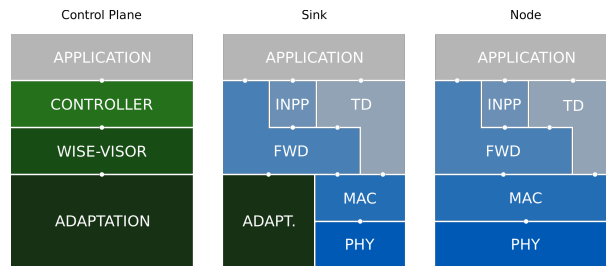 Control Plane
APPLICATION
CONTROLLER
WISE-VISOR
ADAPTATION
Sink
APPLICATION
INPP
TD
FWD
ADAPT.
MAC
PHY
Node
APPLICATION
INPP
TD
FWD
MAC
PHY